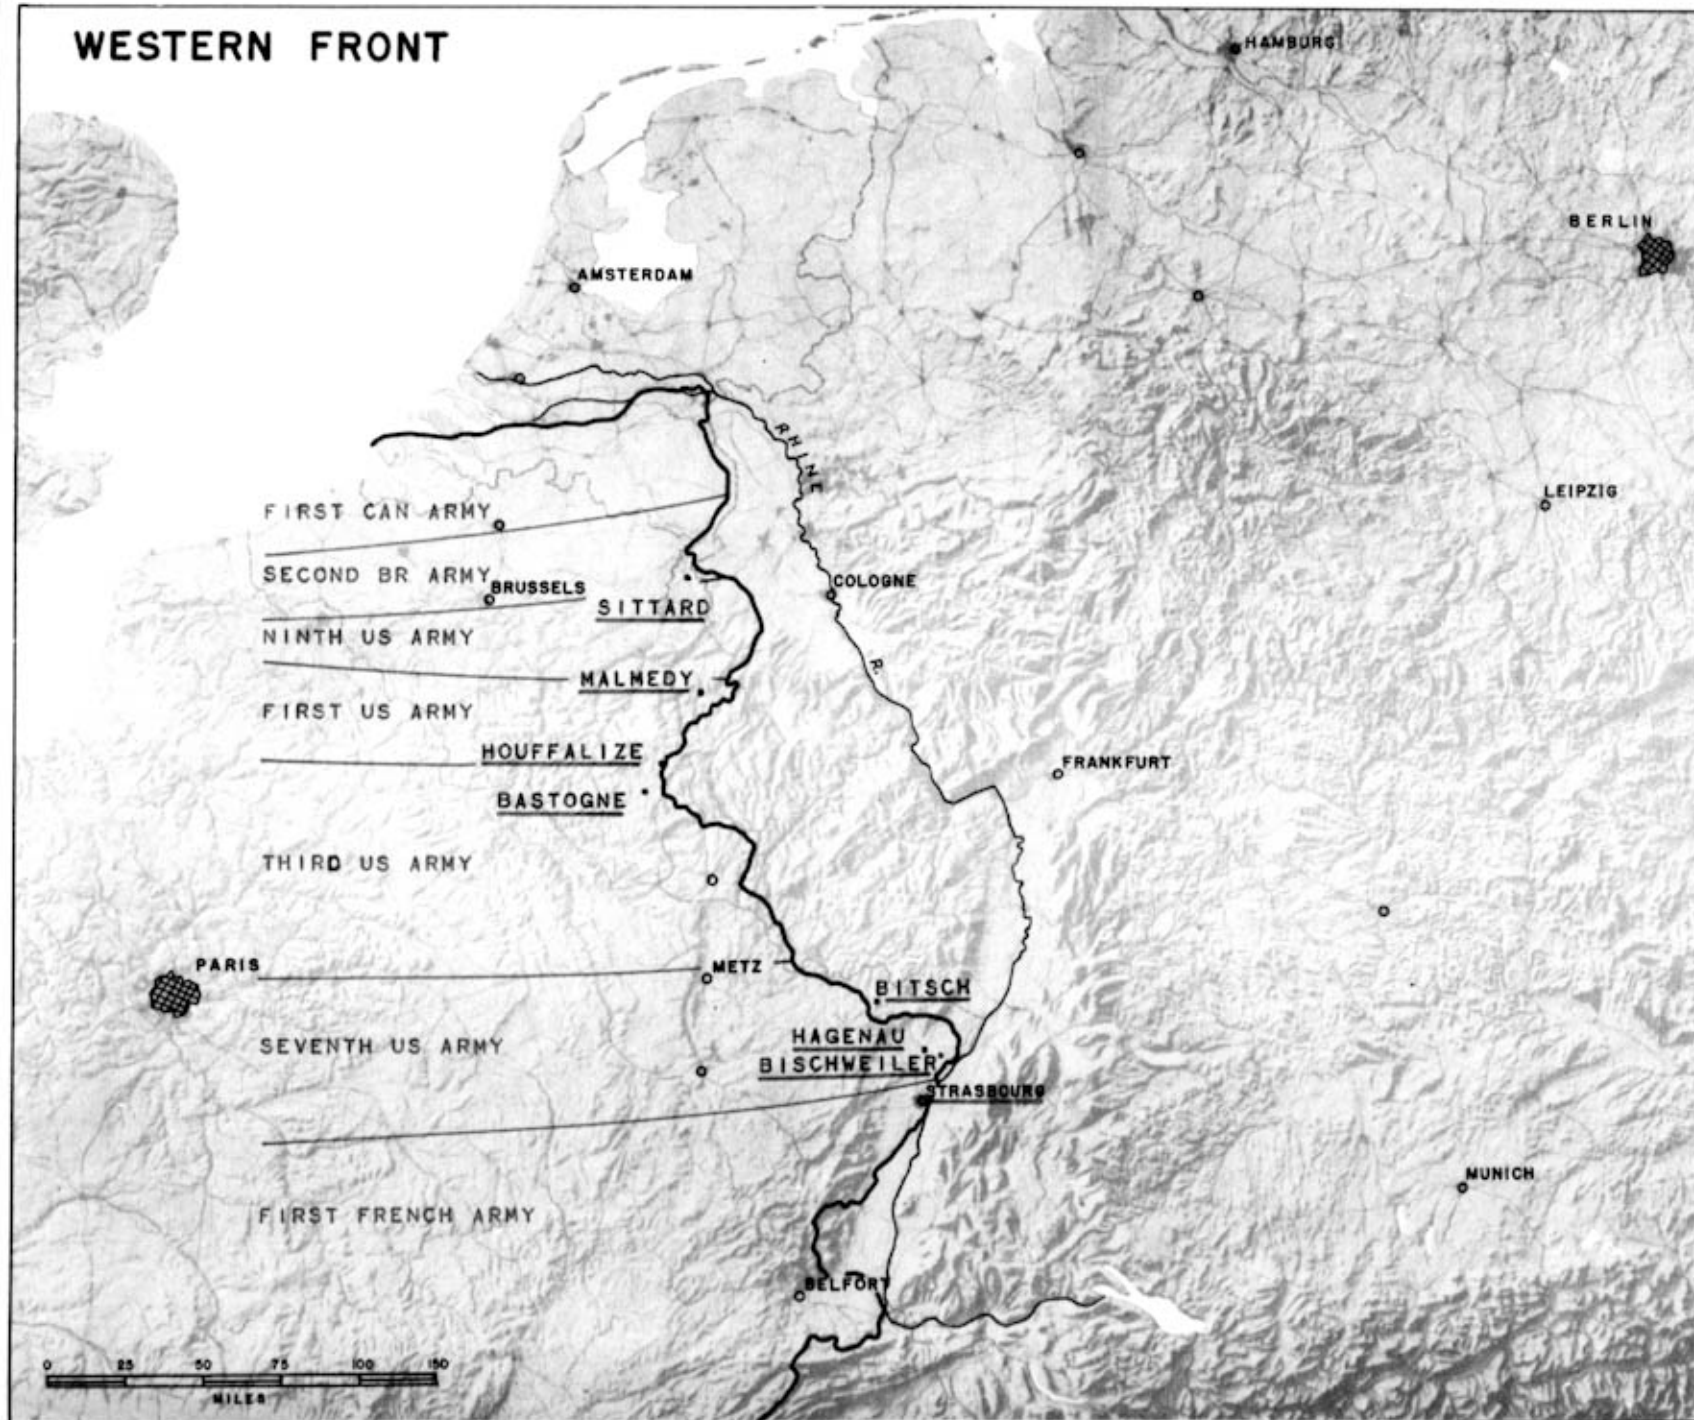 WESTERN FRONT
HAMBURG
BERLIN
AMSTERDAM
RHINE
R.
LEIPZIG
FIRST CAN ARMY
SECOND BR ARMY
BRUSSELS
COLOGNE
SITTARD
NINTH US ARMY
MALMEDY
FIRST US ARMY
HOUFFALIZE
FRANKFURT
BASTOGNE
THIRD US ARMY
PARIS
METZ
BITSCH
HAGENAU
SEVENTH US ARMY
BISCHWEILER
STRASBOURG
MUNICH
FIRST FRENCH ARMY
BELFORT
0 25 50 75 100 150
MILES